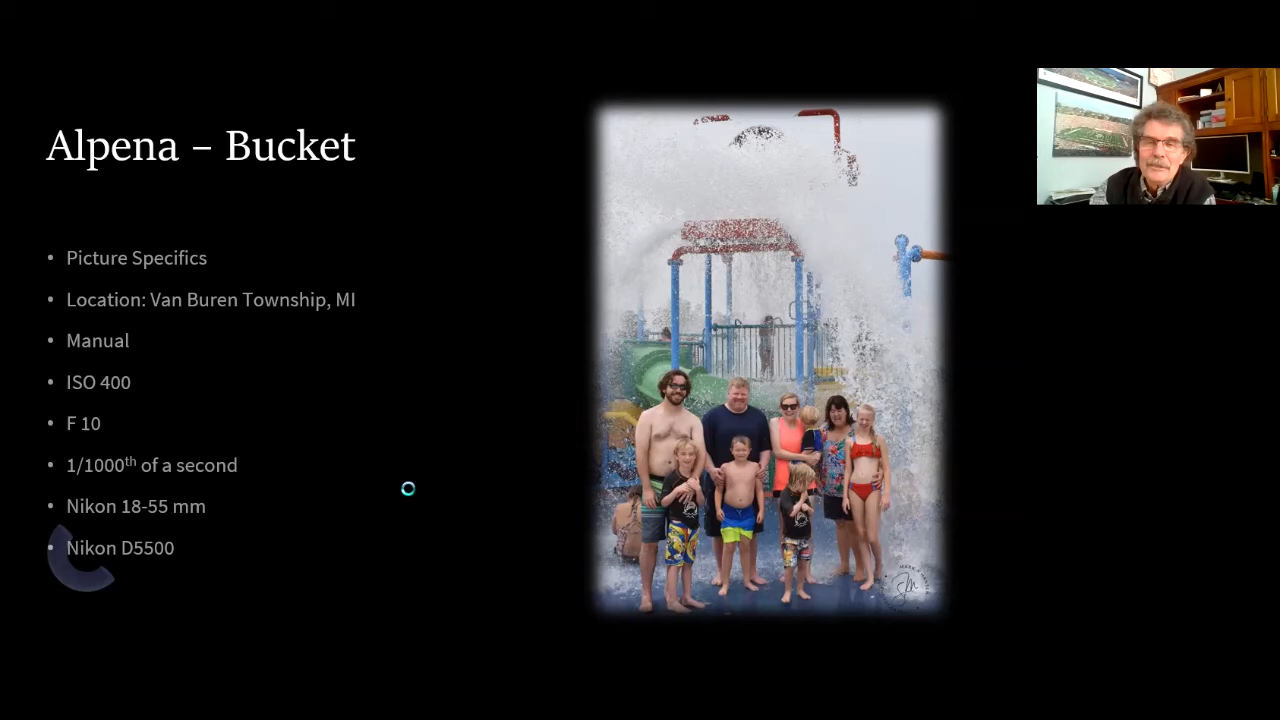 Alpena – Bucket
• Picture Specifics
• Location: Van Buren Township, MI
• Manual
• ISO 400
• F 10
• 1/1000th of a second
• Nikon 18-55 mm
• Nikon D5500